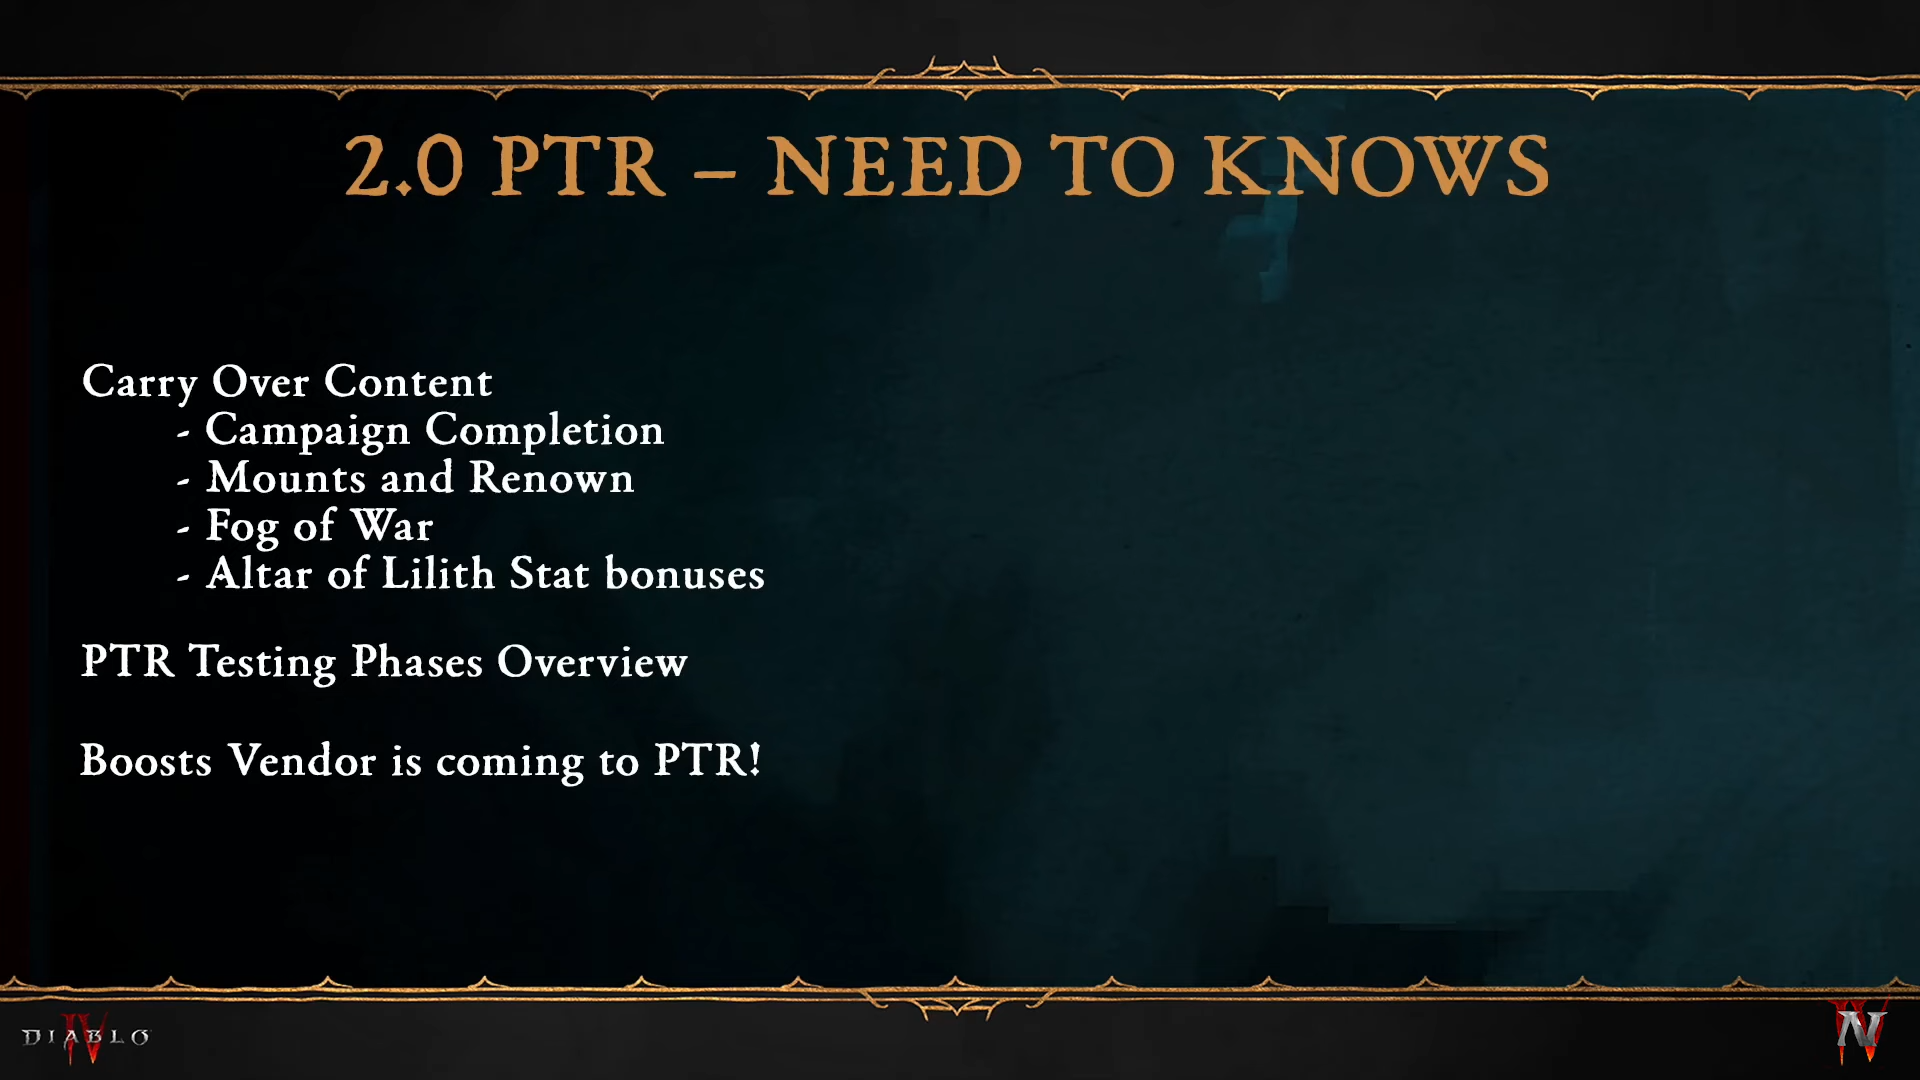 2.0 PTR – NEED TO KNOWS
Carry Over Content
- Campaign Completion
- Mounts and Renown
- Fog of War
- Altar of Lilith Stat bonuses
PTR Testing Phases Overview
Boosts Vendor is coming to PTR!
DIABLO
IV
N